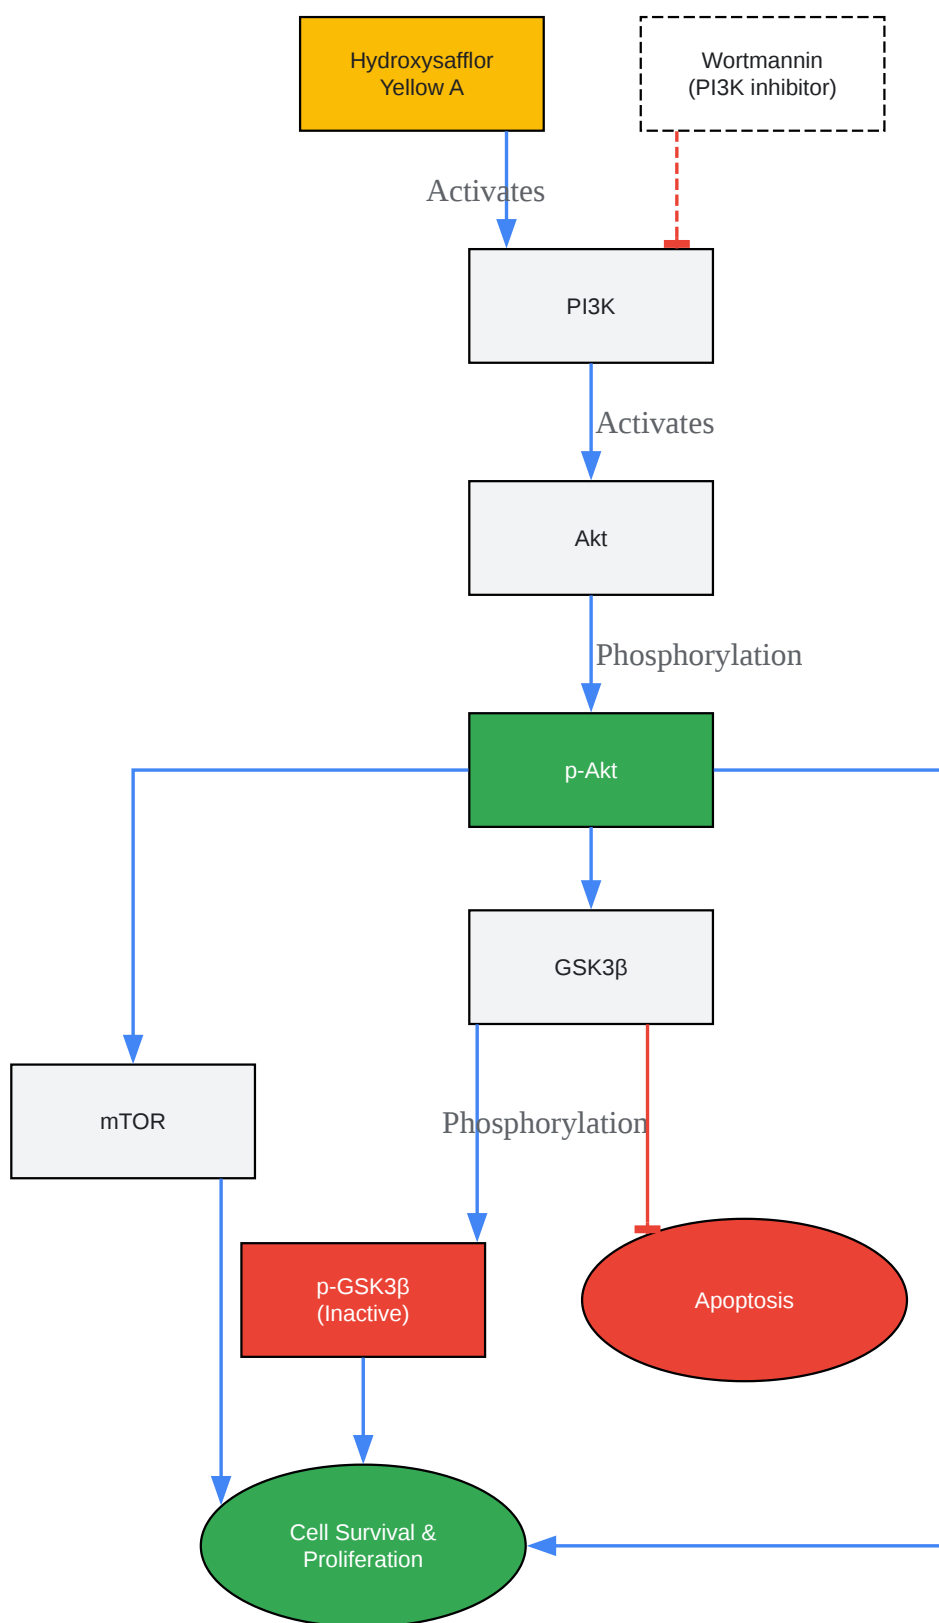 Hydroxysafflor
Yellow A
Wortmannin
(PI3K inhibitor)
Activates
PI3K
Activates
Akt
Phosphorylation
p-Akt
GSK3β
mTOR
Phosphorylation
p-GSK3β
(Inactive)
Apoptosis
Cell Survival &
Proliferation